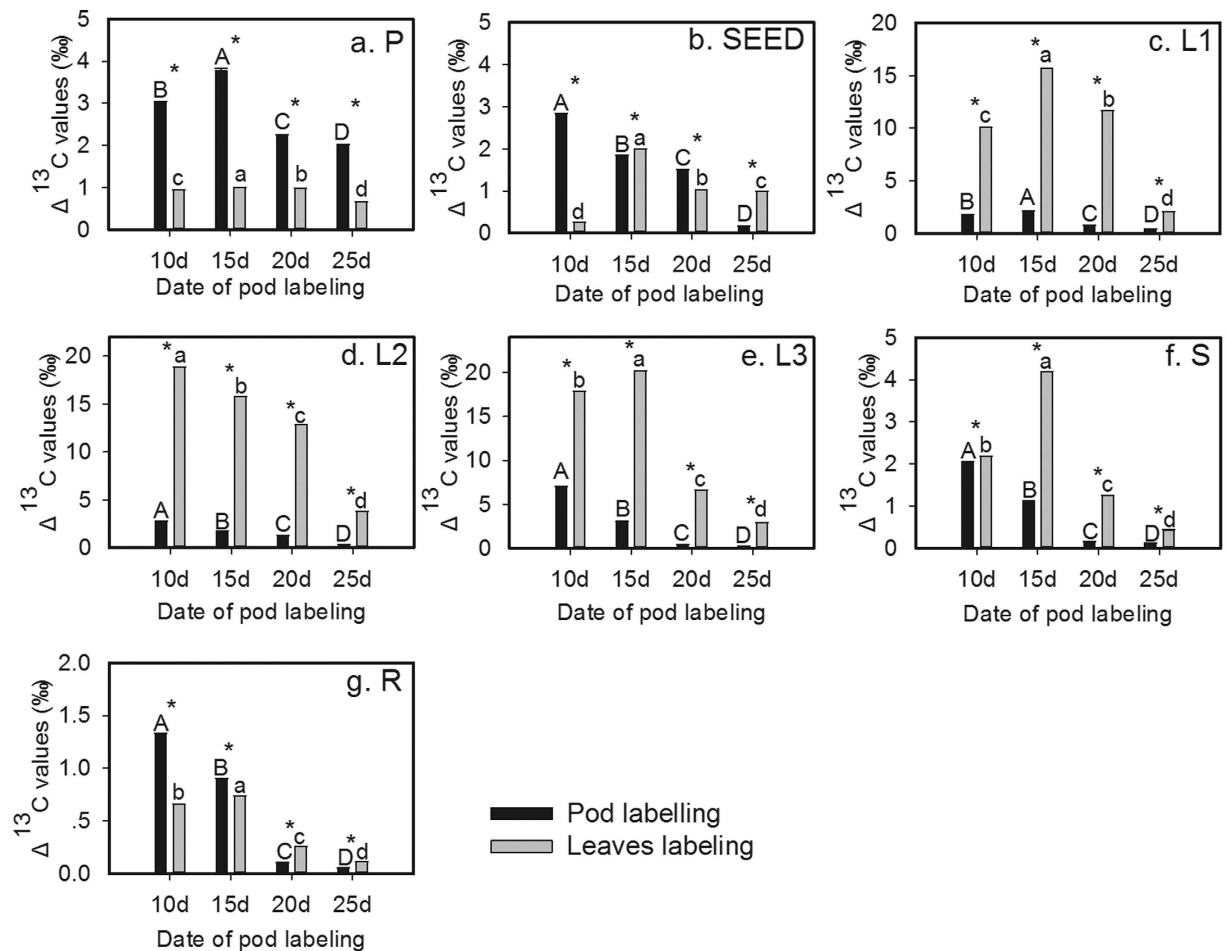 a. P
5
4
3
2
1
0
Δ 13C values (‰)
B * A * C * D *
c a b d
10d 15d 20d 25d
Date of pod labeling
b. SEED
5
4
3
2
1
0
Δ 13C values (‰)
A * B * a C * b D * c
d
10d 15d 20d 25d
Date of pod labeling
c. L1
20
15
10
5
0
Δ 13C values (‰)
* c * a * b * d
B A C D
10d 15d 20d 25d
Date of pod labeling
d. L2
20
15
10
5
0
Δ 13C values (‰)
* a * b * c * d
A B C D
10d 15d 20d 25d
Date of pod labeling
e. L3
20
15
10
5
0
Δ 13C values (‰)
* b * a * c * d
A B C D
10d 15d 20d 25d
Date of pod labeling
f. S
5
4
3
2
1
0
Δ 13C values (‰)
A * b * a * c * d
B C D
10d 15d 20d 25d
Date of pod labeling
g. R
2.0
1.5
1.0
.5
0.0
Δ 13C values (‰)
A * B * * *
b a C c D d
10d 15d 20d 25d
Date of pod labeling
Pod labelling
Leaves labeling